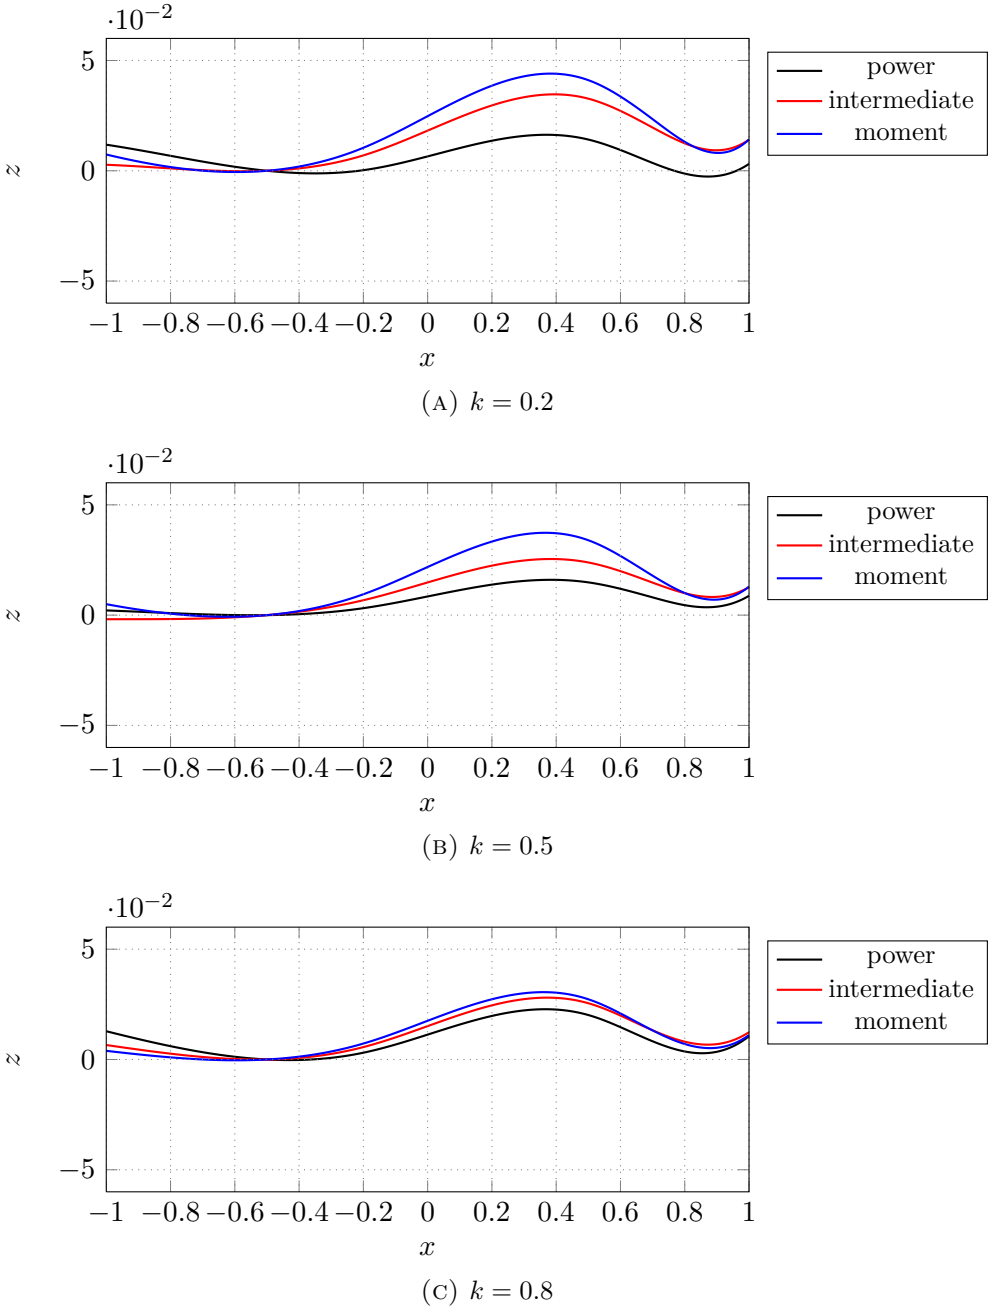 ·10⁻²
5
0
−5
z
−1 −0.8 −0.6 −0.4 −0.2 0 0.2 0.4 0.6 0.8 1
x
power
intermediate
moment
(A) k = 0.2
·10⁻²
5
0
−5
z
−1 −0.8 −0.6 −0.4 −0.2 0 0.2 0.4 0.6 0.8 1
x
power
intermediate
moment
(B) k = 0.5
·10⁻²
5
0
−5
z
−1 −0.8 −0.6 −0.4 −0.2 0 0.2 0.4 0.6 0.8 1
x
power
intermediate
moment
(C) k = 0.8